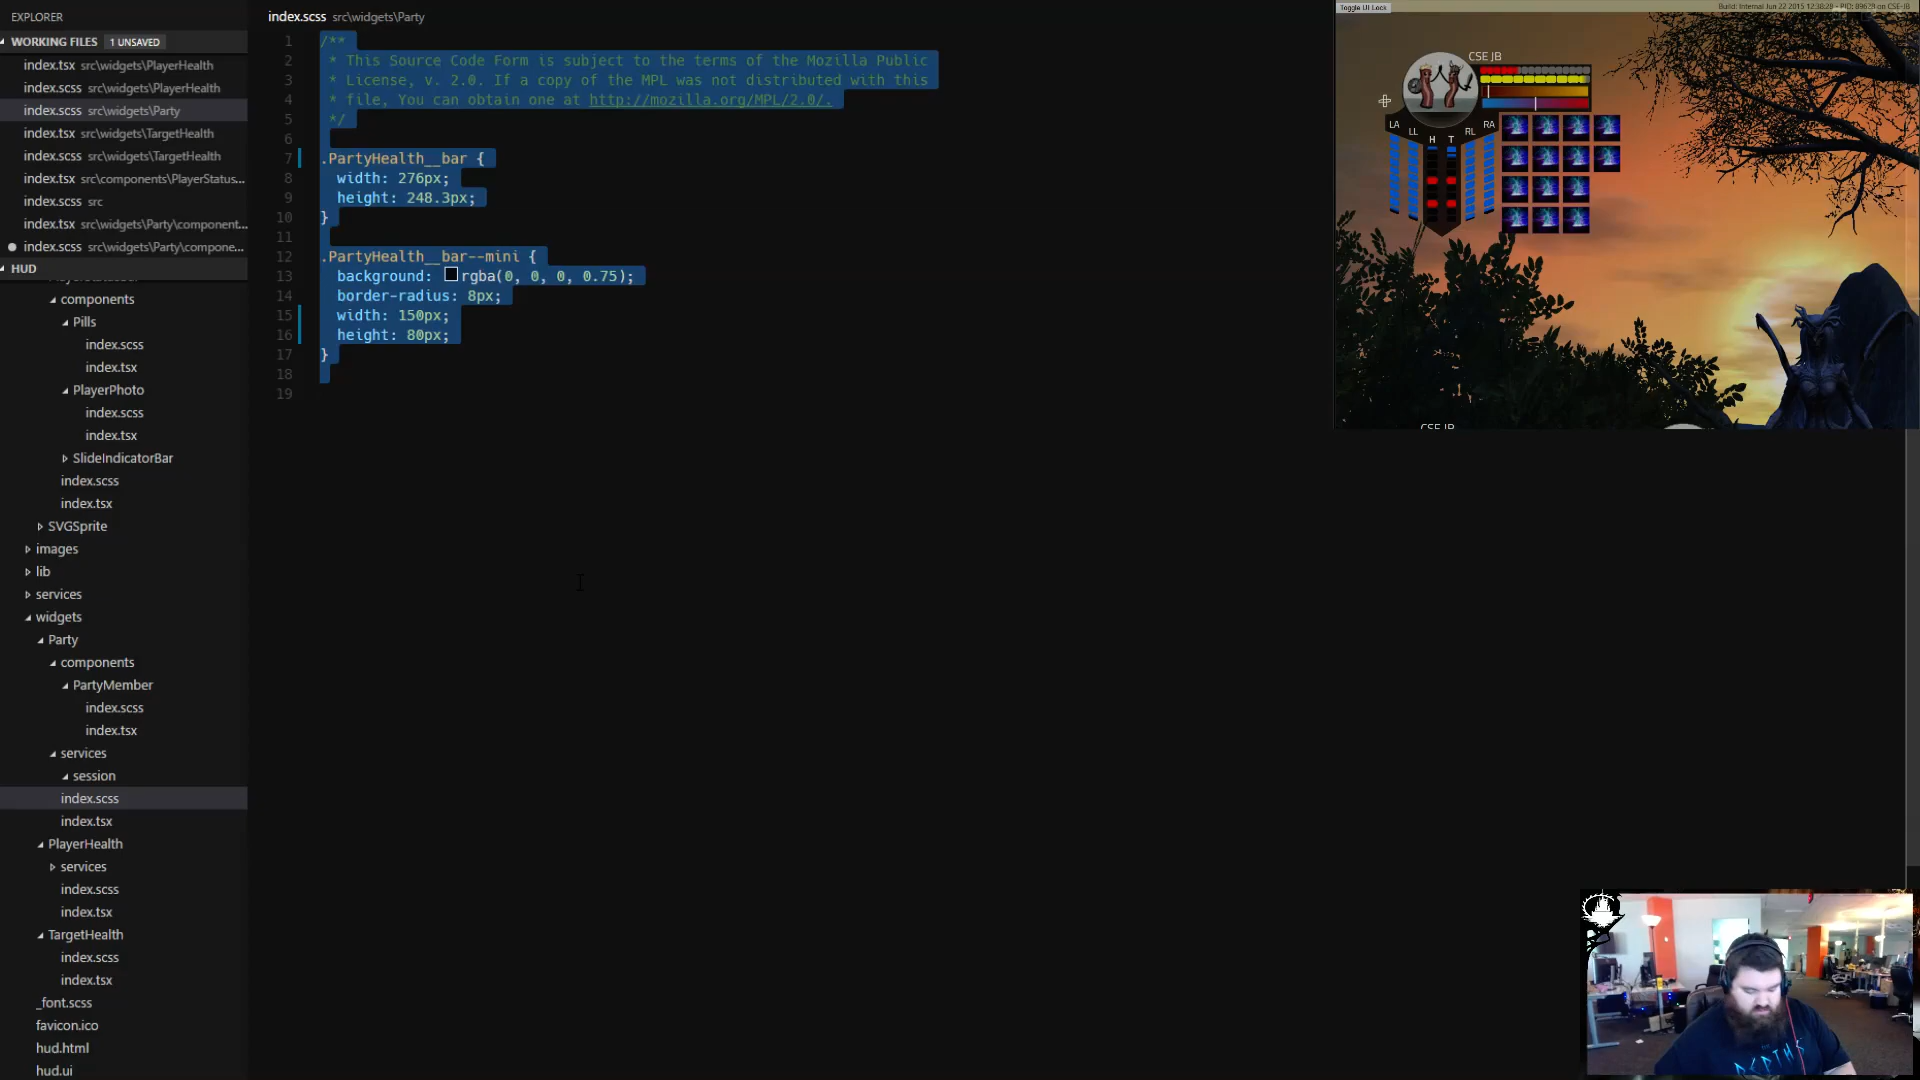 EXPLORER
WORKING FILES 1 UNSAVED
index.tsx src\widgets\PlayerHealth
index.scss src\widgets\PlayerHealth
index.scss src\widgets\Party
index.tsx src\widgets\TargetHealth
index.scss src\widgets\TargetHealth
index.tsx src\components\PlayerStatus...
index.scss src
index.tsx src\widgets\Party\component...
index.scss src\widgets\Party\compone...
HUD
components
Pills
index.scss
index.tsx
PlayerPhoto
index.scss
index.tsx
SlideIndicatorBar
index.scss
index.tsx
SVGSprite
images
lib
services
widgets
Party
components
PartyMember
index.scss
index.tsx
services
session
index.scss
index.tsx
PlayerHealth
services
index.scss
index.tsx
TargetHealth
index.scss
index.tsx
_font.scss
favicon.ico
hud.html
hud.ui
index.scss src\widgets\Party
1 /**
2 * This Source Code Form is subject to the terms of the Mozilla Public
3 * License, v. 2.0. If a copy of the MPL was not distributed with this
4 * file, You can obtain one at http://mozilla.org/MPL/2.0/.
5 */
6
7 .PartyHealth__bar {
8 width: 276px;
9 height: 248.3px;
10 }
11
12 .PartyHealth__bar--mini {
13 background: rgba(0, 0, 0, 0.75);
14 border-radius: 8px;
15 width: 150px;
16 height: 80px;
17 }
18
19
Toggle UI Lock
CSE JB
LA
LL
H
T
RL
RA
CSE JB